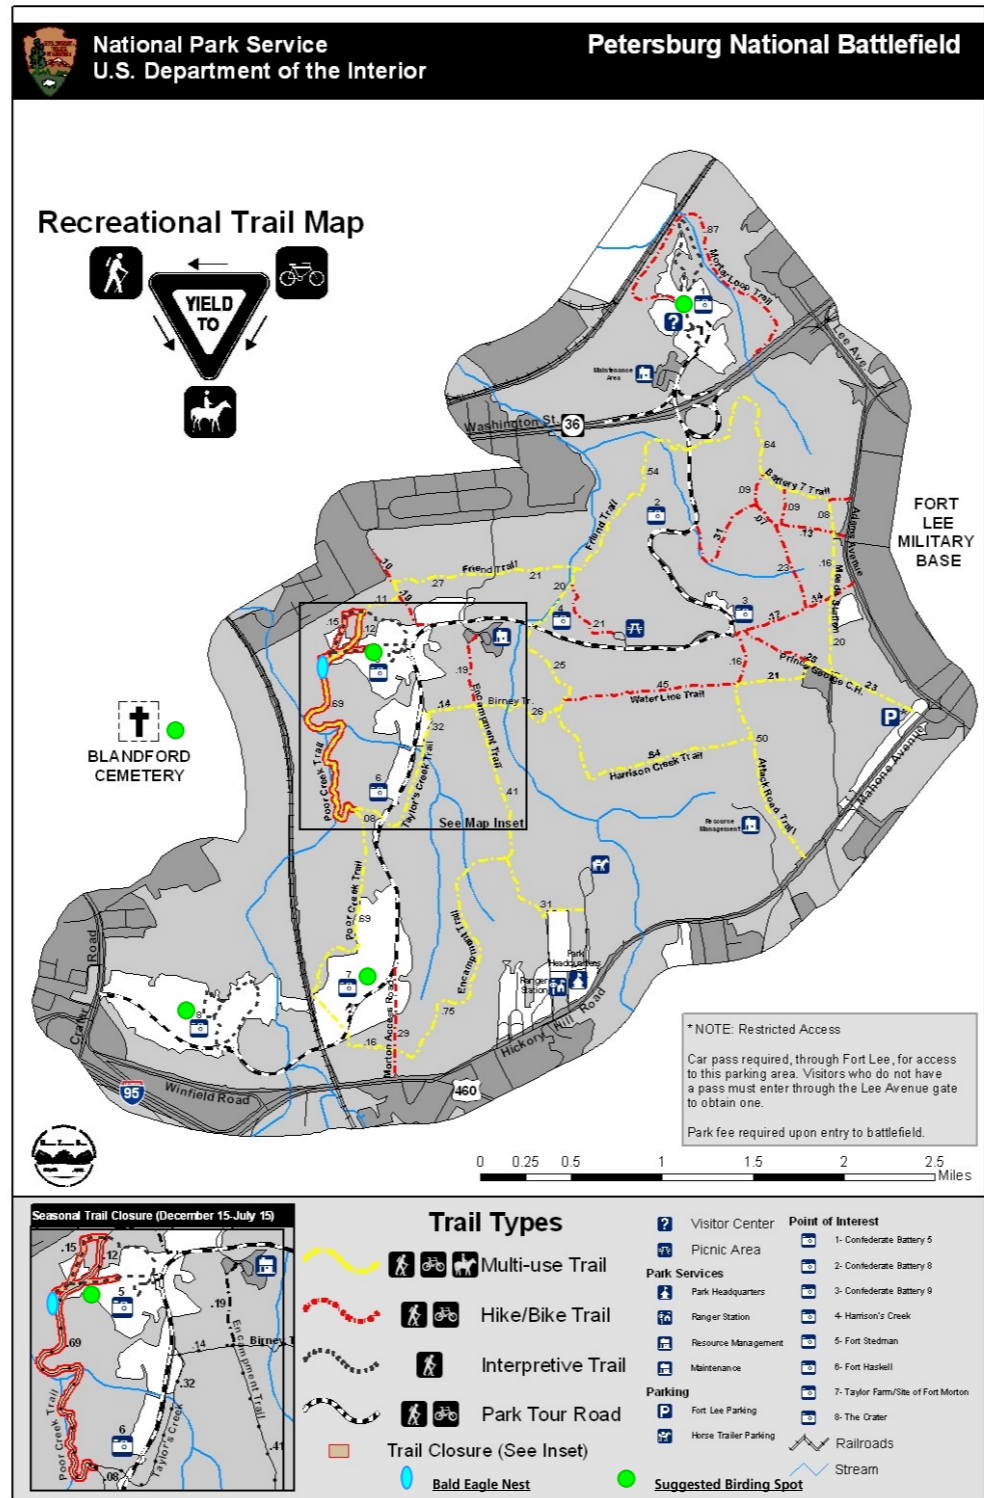 National Park Service
U.S. Department of the Interior
Petersburg National Battlefield
Recreational Trail Map
YIELD
TO
.87
Mortar Loop Trail
1
Lee Ave.
Maintenance
Area
Washington St.
36
.64
.54
Battery 7 Trail
.09
.09
.08
2
.07
.13
.31
Adams Avenue
FORT
LEE
MILITARY
BASE
Friend Trail
.16
.10
Friend Trail
.27
.21
.20
.23
Meade Station
.11
.19
.14
3
.17
.15
.12
4
.21
.20
5
.19
.25
.16
.25
Prince George C.H.
.23
.45
.21
Water Line Trail
.69
.14
Birney Tr.
.26
Encampment Trail
.32
BLANDFORD
CEMETERY
.50
.84
Harrison Creek Trail
Poor Creek Trail
6
Taylor's Creek Trail
.41
Attack Road Trail
Mahone Avenue
.08
See Map Inset
Resource
Management
Poor Creek Trail
.69
.31
Encampment Trail
Park
Headquarters
7
Ranger
Station
Crater Road
8
Morton Access Road
.75
.29
.16
Hickory Hill Road
95
Winfield Road
460
* NOTE: Restricted Access
Car pass required, through Fort Lee, for access
to this parking area. Visitors who do not have
a pass must enter through the Lee Avenue gate
to obtain one.
Park fee required upon entry to battlefield.
0 0.25 0.5 1 1.5 2 2.5
Miles
Seasonal Trail Closure (December 15-July 15)
.15
.12
5
.19
.69
.14
Birney T
Encampment Trail
.32
Poor Creek Trail
6
Taylor's Creek
.41
.08
Trail Types
Multi-use Trail
Hike/Bike Trail
Interpretive Trail
Park Tour Road
Trail Closure (See Inset)
Bald Eagle Nest
Suggested Birding Spot
? Visitor Center
Picnic Area
Park Services
Park Headquarters
Ranger Station
Resource Management
Maintenance
Parking
P Fort Lee Parking
Horse Trailer Parking
Point of Interest
1- Confederate Battery 5
2- Confederate Battery 8
3- Confederate Battery 9
4- Harrison's Creek
5- Fort Stedman
6- Fort Haskell
7- Taylor Farm/Site of Fort Morton
8- The Crater
Railroads
Stream